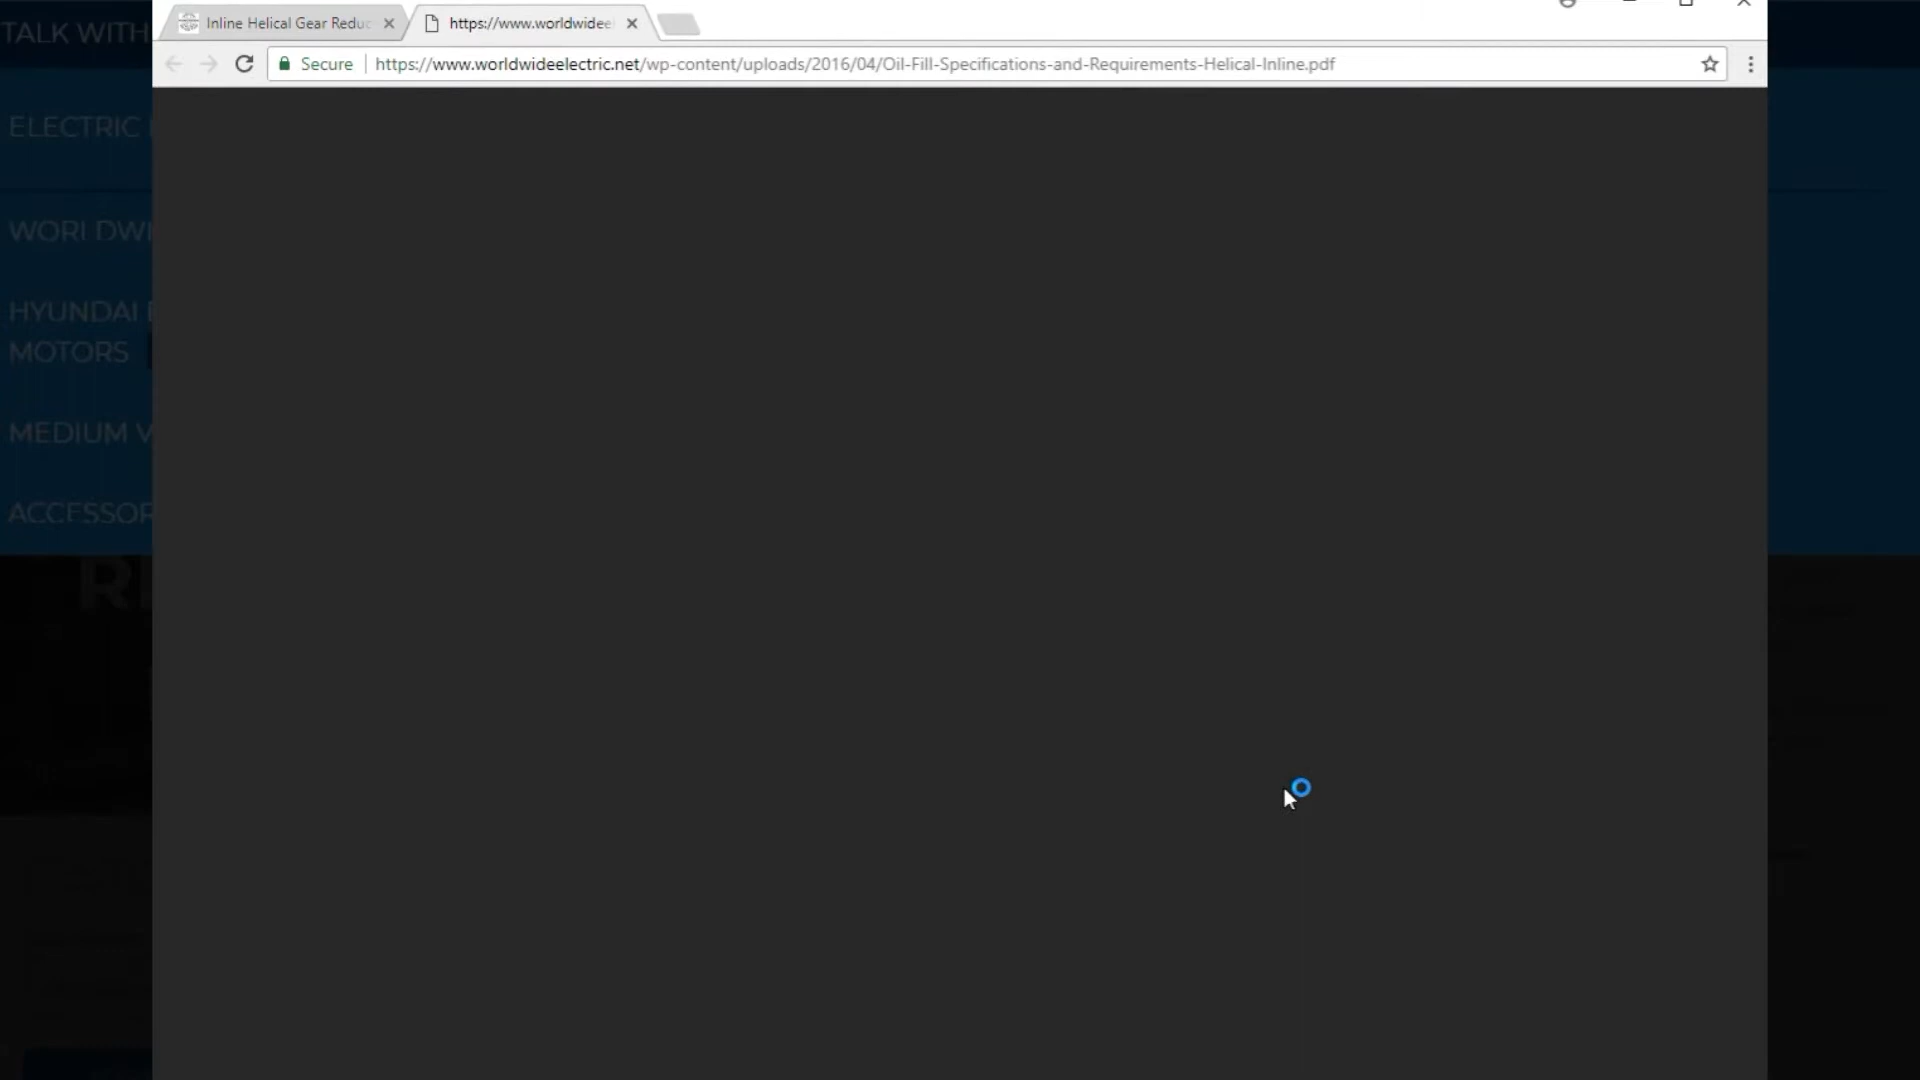 Inline Helical Gear Reduc
https://www.worldwidee
Secure
https://www.worldwideelectric.net/wp-content/uploads/2016/04/Oil-Fill-Specifications-and-Requirements-Helical-Inline.pdf
TALK WITH
ELECTRIC
WORLDWI
HYUNDAI
MOTORS
MEDIUM V
ACCESSOR